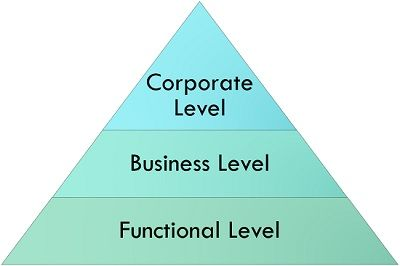 Corporate
Level
Business Level
Functional Level